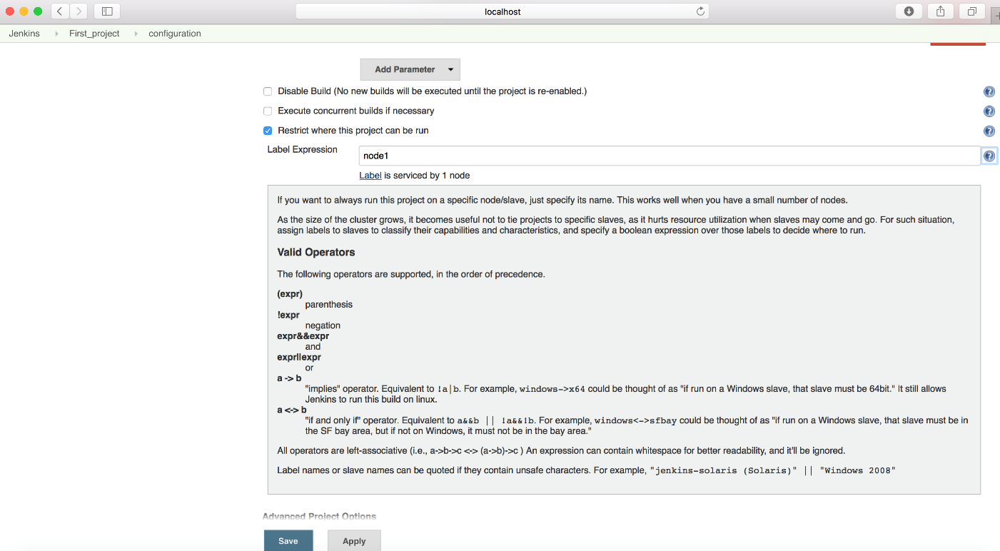 localhost
Jenkins First_project configuration
Add Parameter
Disable Build (No new builds will be executed until the project is re-enabled.)
Execute concurrent builds if necessary
Restrict where this project can be run
Label Expression
node1
Label is serviced by 1 node
If you want to always run this project on a specific node/slave, just specify its name. This works well when you have a small number of nodes.
As the size of the cluster grows, it becomes useful not to tie projects to specific slaves, as it hurts resource utilization when slaves may come and go. For such situation,
assign labels to slaves to classify their capabilities and characteristics, and specify a boolean expression over those labels to decide where to run.
Valid Operators
The following operators are supported, in the order of precedence.
(expr)
parenthesis
!expr
negation
expr&&expr
and
expr||expr
or
a -> b
"implies" operator. Equivalent to !a|b. For example, windows->x64 could be thought of as "if run on a Windows slave, that slave must be 64bit." It still allows
Jenkins to run this build on linux.
a <-> b
"if and only if" operator. Equivalent to a&&b || !a&&!b. For example, windows<->sfbay could be thought of as "if run on a Windows slave, that slave must be in
the SF bay area, but if not on Windows, it must not be in the bay area."
All operators are left-associative (i.e., a->b->c <-> (a->b)->c ) An expression can contain whitespace for better readability, and it'll be ignored.
Label names or slave names can be quoted if they contain unsafe characters. For example, "jenkins-solaris (Solaris)" || "Windows 2008"
Advanced Project Options
Save Apply